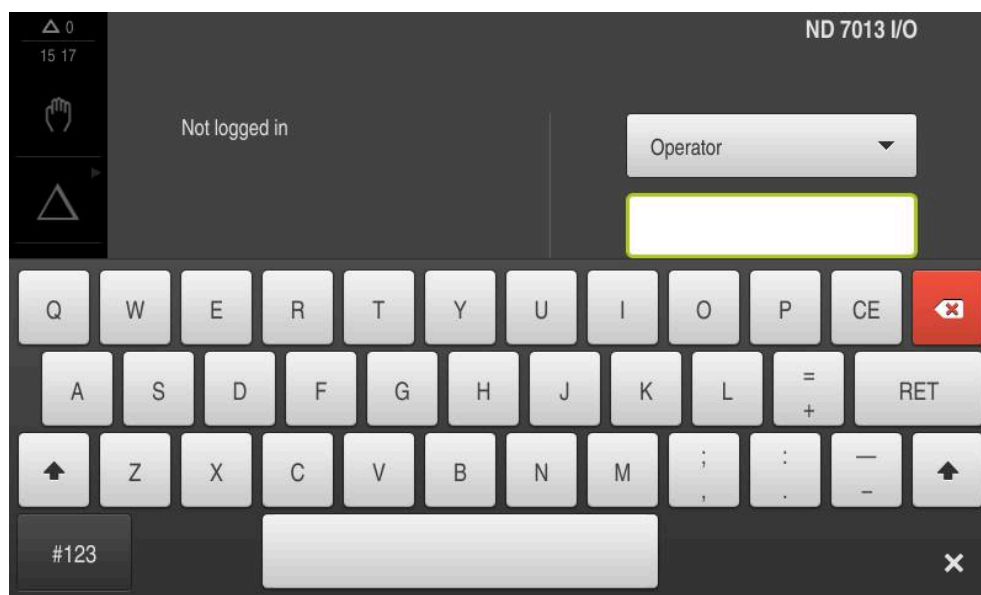 0
ND 7013 I/O
15 17
Not logged in
Operator
Q W E R T Y U I O P CE
A S D F G H J K L = + RET
Z X C V B N M ; , : . — –
#123